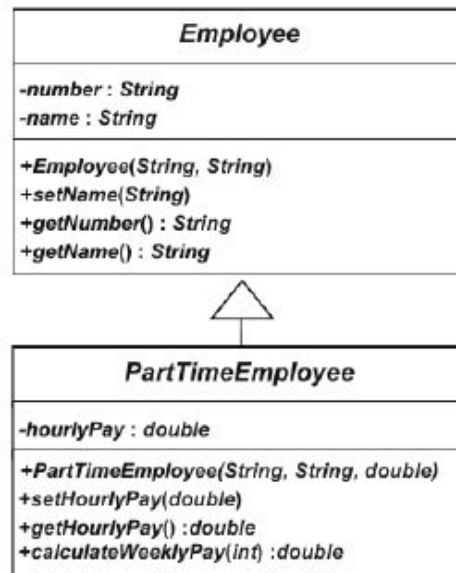 Employee
-number : String
-name : String
+Employee(String, String)
+setName(String)
+getNumber() : String
+getName() : String
PartTimeEmployee
-hourlyPay : double
+PartTimeEmployee(String, String, double)
+setHourlyPay(double)
+getHourlyPay() :double
+calculateWeeklyPay(int) :double